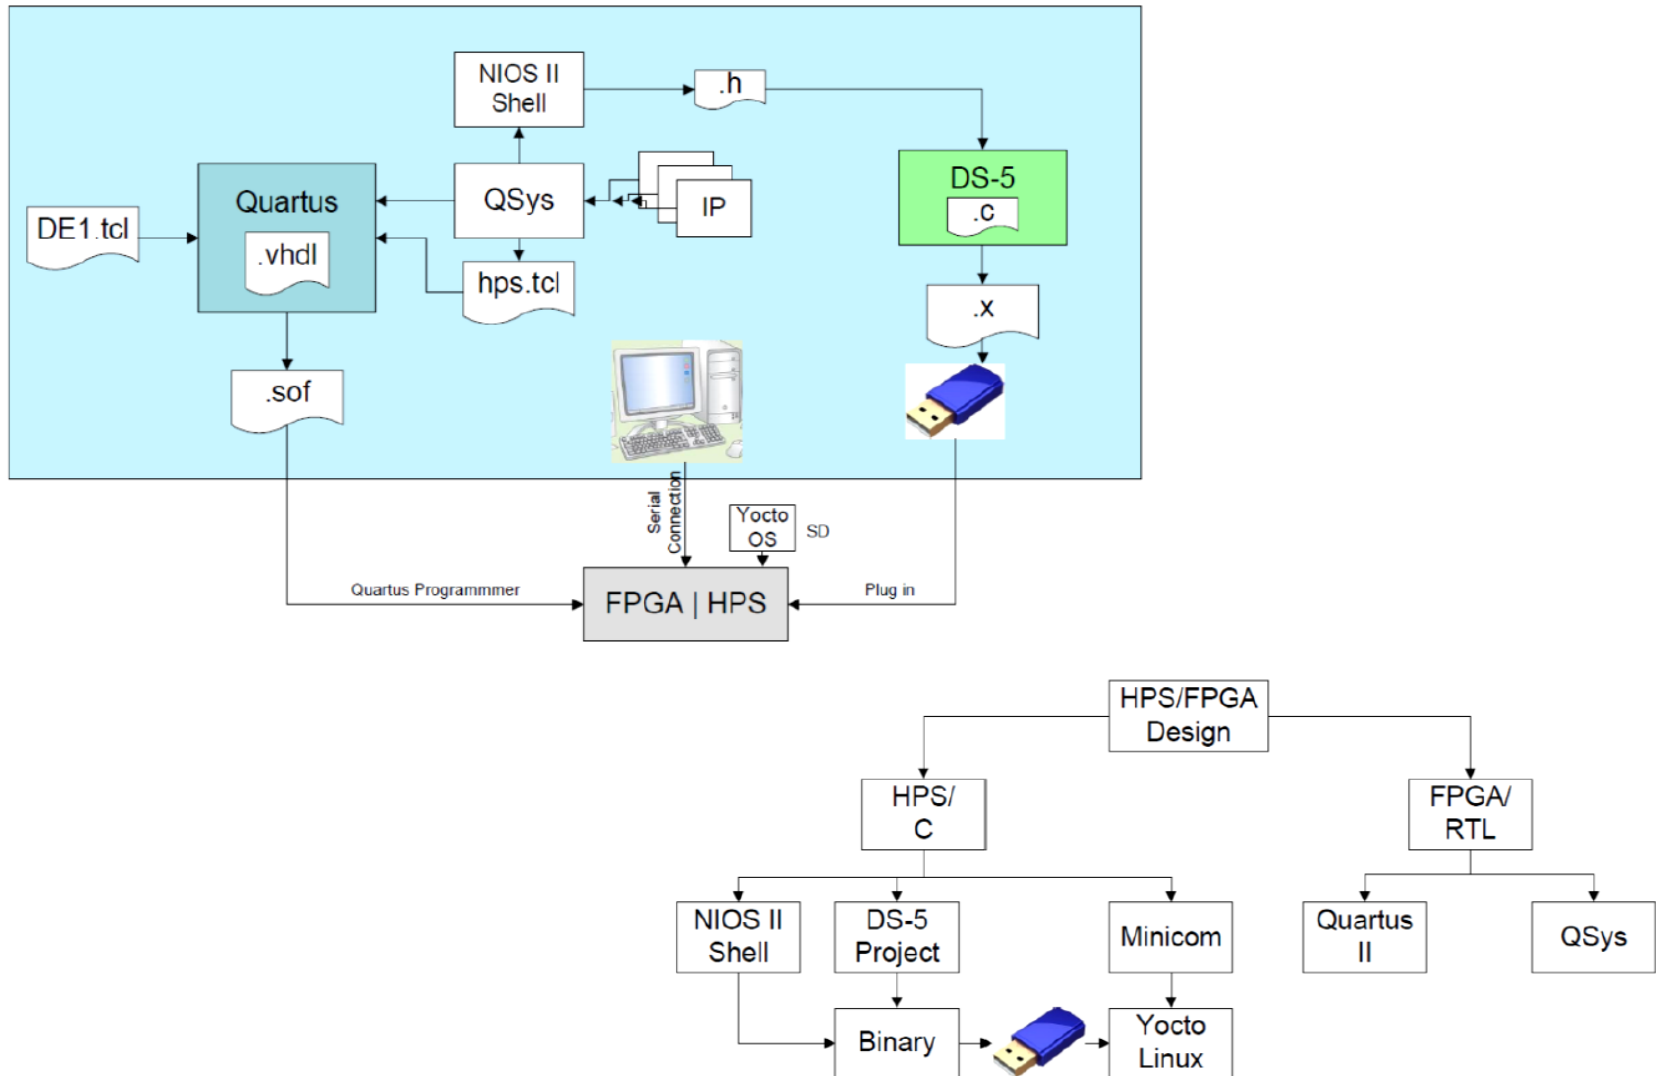 NIOS II
Shell
.h
Quartus
QSys
IP
DS-5
.c
DE1.tcl
.vhdl
hps.tcl
.x
.sof
Serial
Connection
Yocto
OS
SD
Quartus Programmmer
FPGA | HPS
Plug in
HPS/FPGA
Design
HPS/
C
FPGA/
RTL
NIOS II
Shell
DS-5
Project
Minicom
Quartus
II
QSys
Binary
Yocto
Linux